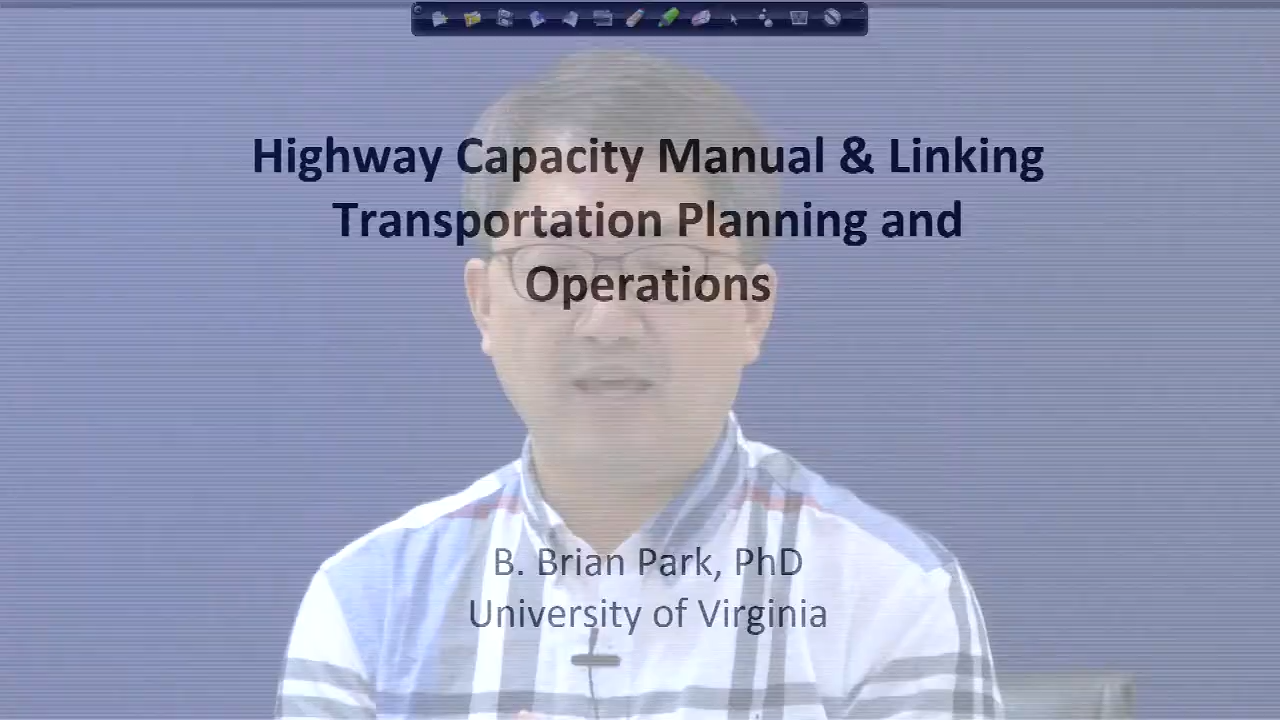 Highway Capacity Manual & Linking
Transportation Planning and
Operations
B. Brian Park, PhD
University of Virginia